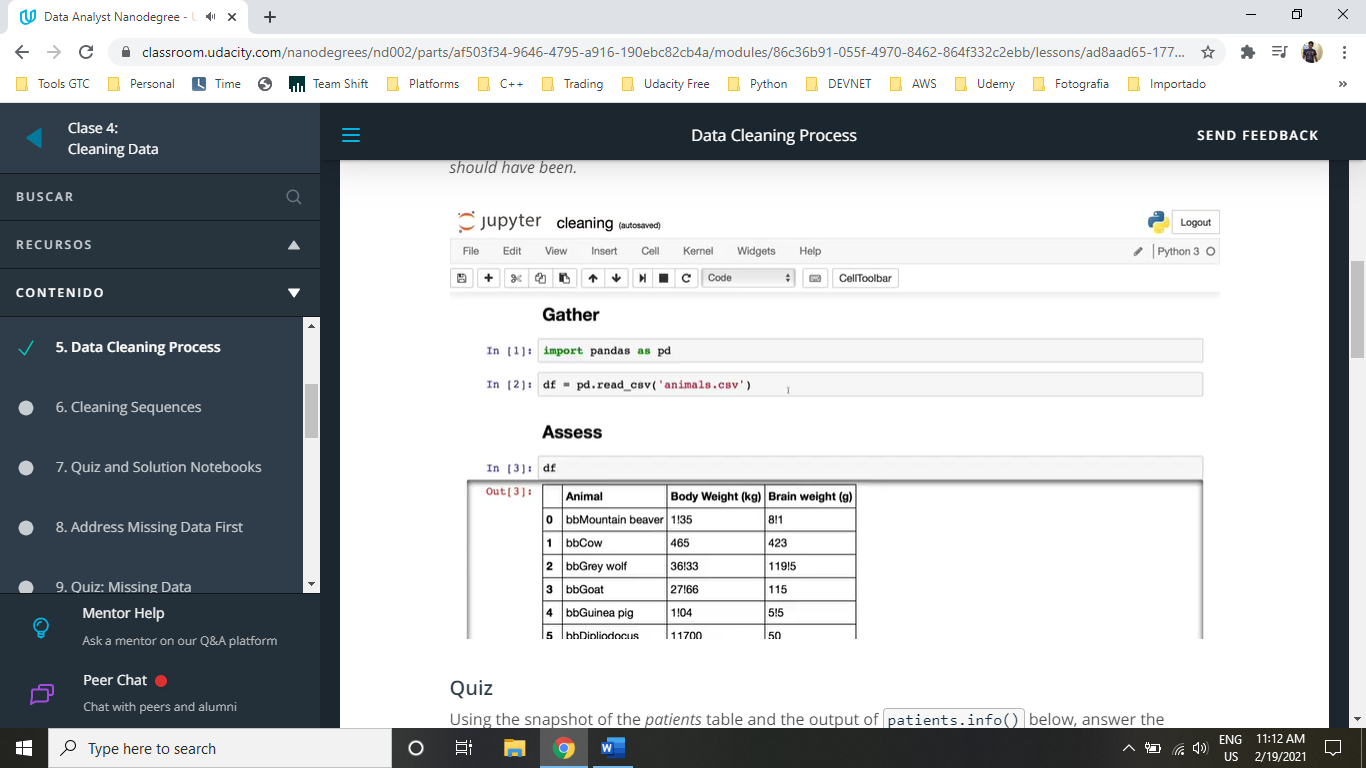 Data Analyst Nanodegree - U
classroom.udacity.com/nanodegrees/nd002/parts/af503f34-9646-4795-a916-190ebc82cb4a/modules/86c36b91-055f-4970-8462-864f332c2ebb/lessons/ad8aad65-177...
Tools GTC Personal Time Team Shift Platforms C++ Trading Udacity Free Python DEVNET AWS Udemy Fotografia Importado »
Clase 4:
Cleaning Data
BUSCAR
RECURSOS
CONTENIDO
5. Data Cleaning Process
6. Cleaning Sequences
7. Quiz and Solution Notebooks
8. Address Missing Data First
9. Quiz: Missing Data
Mentor Help
Ask a mentor on our Q&A platform
Peer Chat
Chat with peers and alumni
Data Cleaning Process
SEND FEEDBACK
should have been.
jupyter cleaning (autosaved)
Logout
File Edit View Insert Cell Kernel Widgets Help
Python 3
Code CellToolbar
Gather
In [1]: import pandas as pd
In [2]: df = pd.read_csv('animals.csv')
Assess
In [3]: df
Out[3]:
Animal Body Weight (kg) Brain weight (g)
0 bbMountain beaver 1!35 8!1
1 bbCow 465 423
2 bbGrey wolf 36!33 119!5
3 bbGoat 27!66 115
4 bbGuinea pig 1!04 5!5
5 bbDipliodocus 11700 50
Quiz
Using the snapshot of the patients table and the output of patients.info() below, answer the
Type here to search
ENG
US
11:12 AM
2/19/2021